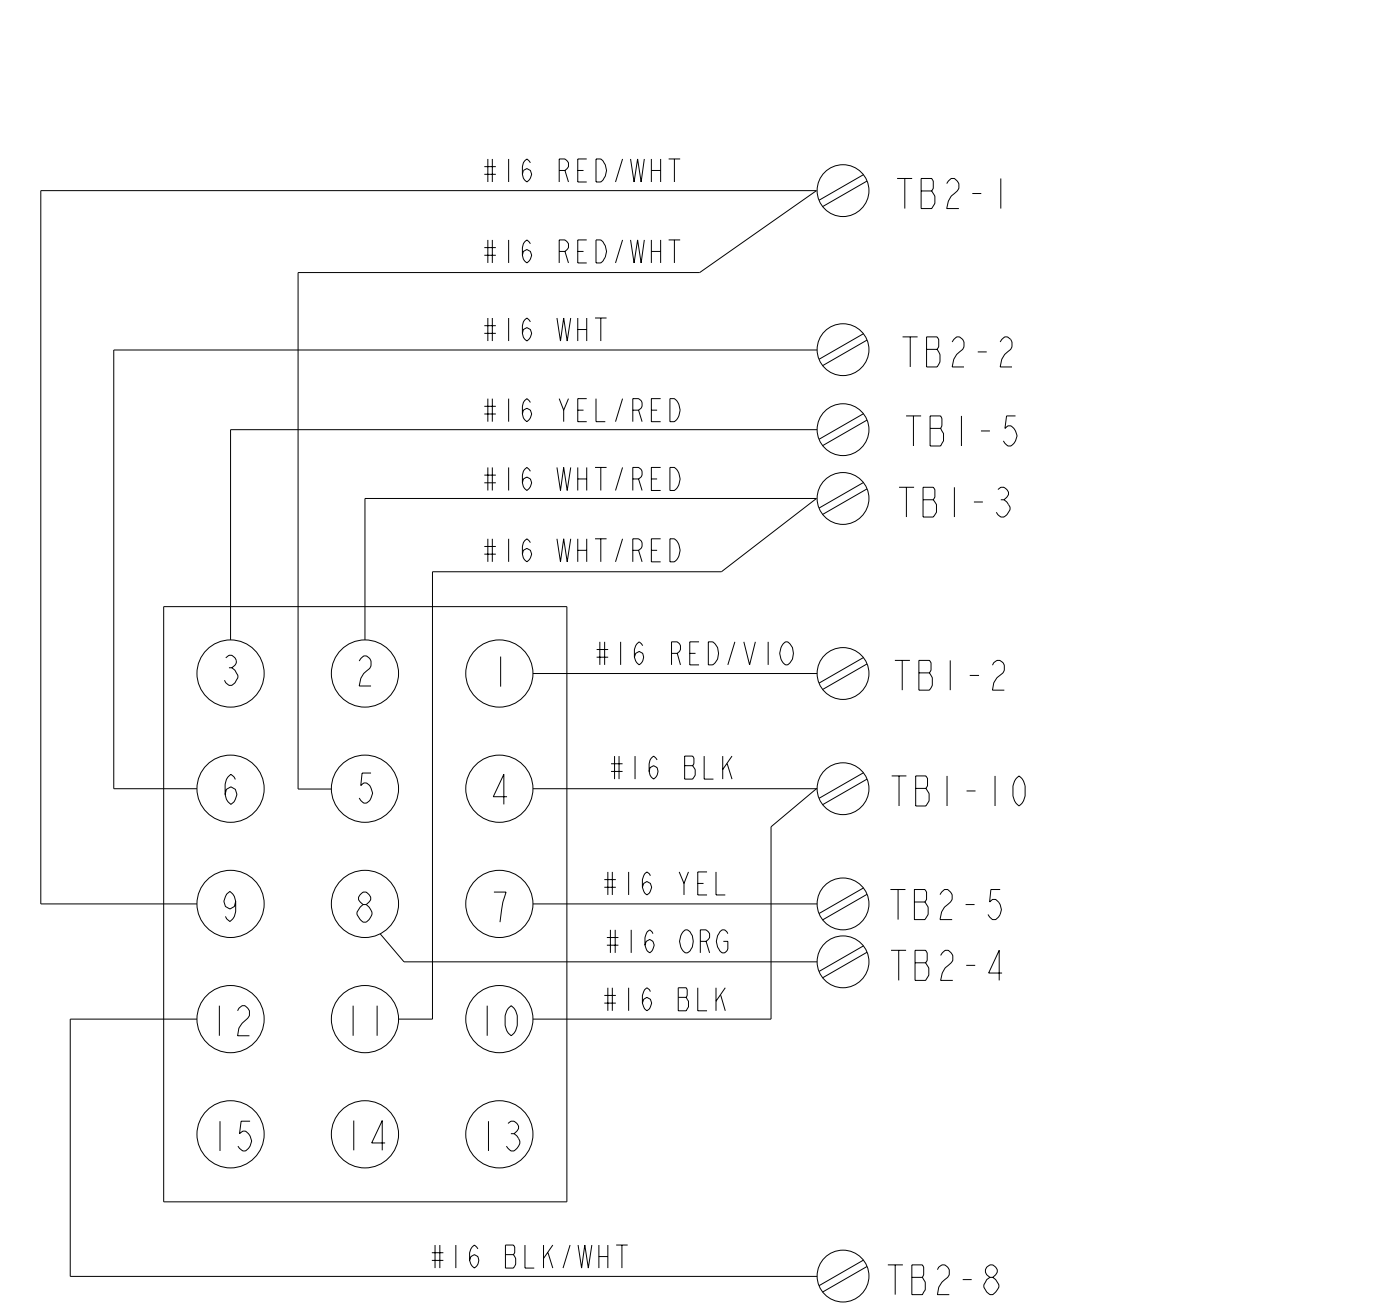 #16 RED/WHT
TB2-1
#16 RED/WHT
#16 WHT
TB2-2
#16 YEL/RED
TB1-5
#16 WHT/RED
TB1-3
#16 WHT/RED
3 2 1
#16 RED/VIO
TB1-2
6 5 4
#16 BLK
TB1-10
9 8 7
#16 YEL
TB2-5
#16 ORG
TB2-4
12 11 10
#16 BLK
15 14 13
#16 BLK/WHT
TB2-8